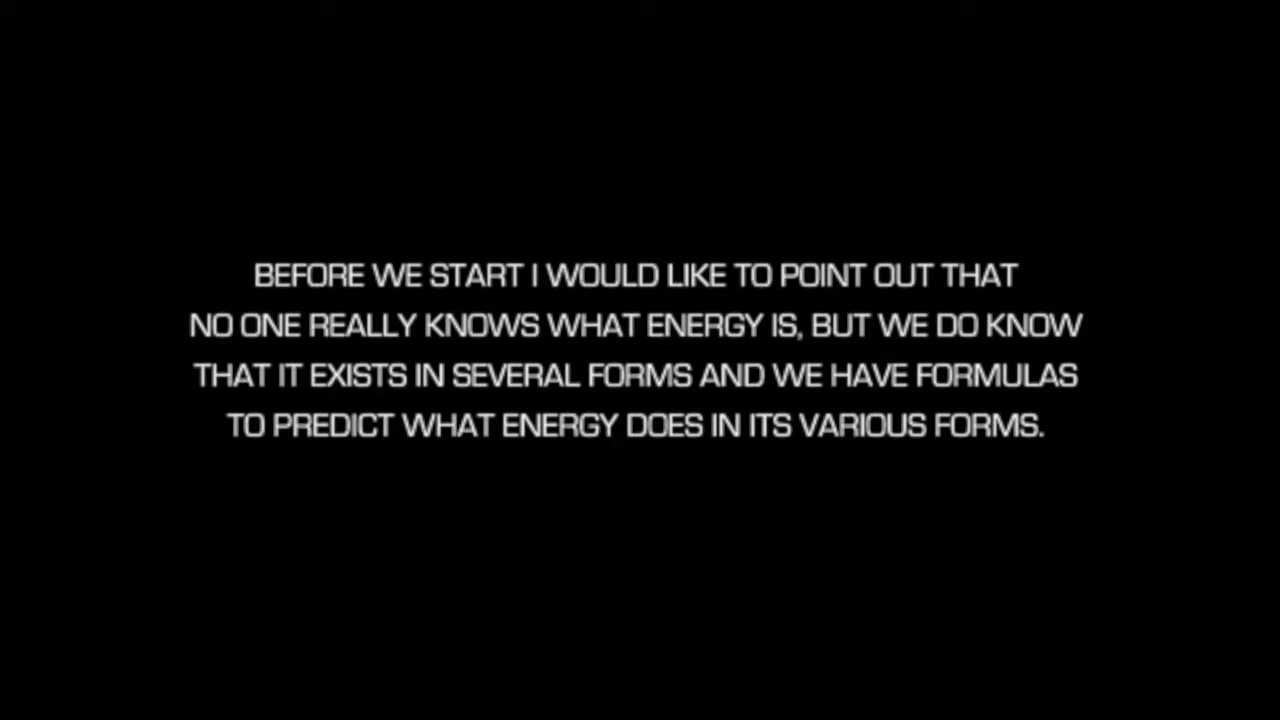 BEFORE WE START I WOULD LIKE TO POINT OUT THAT
NO ONE REALLY KNOWS WHAT ENERGY IS, BUT WE DO KNOW
THAT IT EXISTS IN SEVERAL FORMS AND WE HAVE FORMULAS
TO PREDICT WHAT ENERGY DOES IN ITS VARIOUS FORMS.